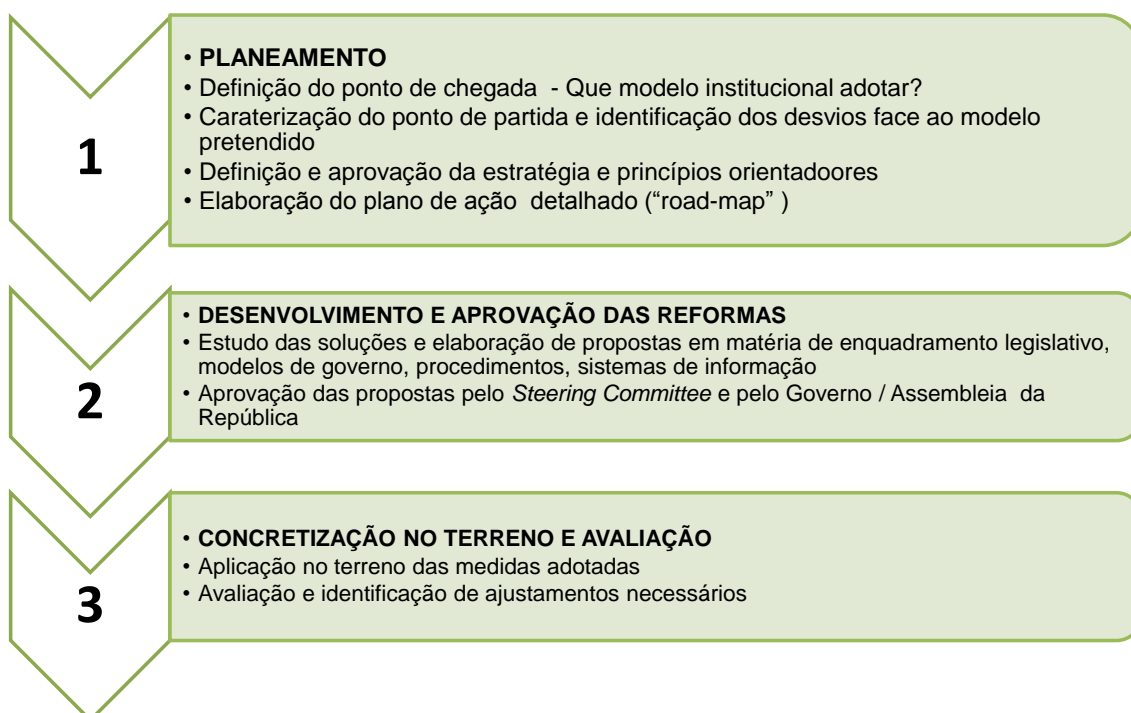 1
• PLANEAMENTO
• Definição do ponto de chegada - Que modelo institucional adotar?
• Caraterização do ponto de partida e identificação dos desvios face ao modelo
pretendido
• Definição e aprovação da estratégia e princípios orientadoores
• Elaboração do plano de ação detalhado (“road-map” )
2
• DESENVOLVIMENTO E APROVAÇÃO DAS REFORMAS
• Estudo das soluções e elaboração de propostas em matéria de enquadramento legislativo,
modelos de governo, procedimentos, sistemas de informação
• Aprovação das propostas pelo Steering Committee e pelo Governo / Assembleia da
República
3
• CONCRETIZAÇÃO NO TERRENO E AVALIAÇÃO
• Aplicação no terreno das medidas adotadas
• Avaliação e identificação de ajustamentos necessários